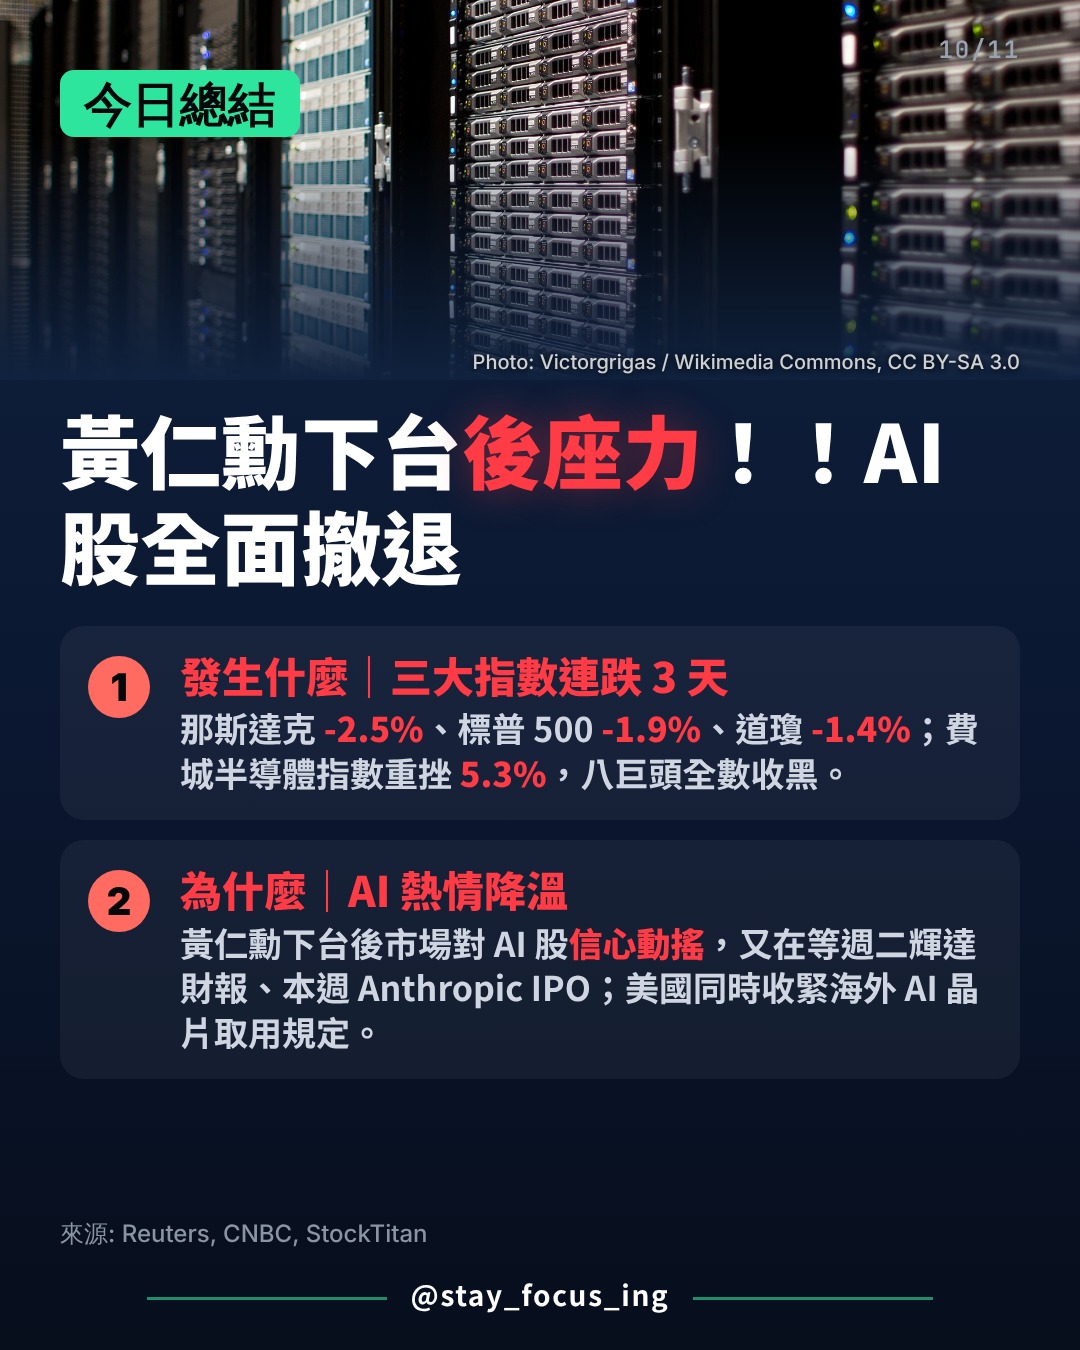 10/11
今日總結
Photo: Victorgrigas / Wikimedia Commons, CC BY-SA 3.0
黃仁勳下台後座力！！AI
股全面撤退
1
發生什麼｜三大指數連跌 3 天
那斯達克 -2.5%、標普 500 -1.9%、道瓊 -1.4%；費
城半導體指數重挫 5.3%，八巨頭全數收黑。
2
為什麼｜AI 熱情降溫
黃仁勳下台後市場對 AI 股信心動搖，又在等週二輝達
財報、本週 Anthropic IPO；美國同時收緊海外 AI 晶
片取用規定。
來源: Reuters, CNBC, StockTitan
@stay_focus_ing